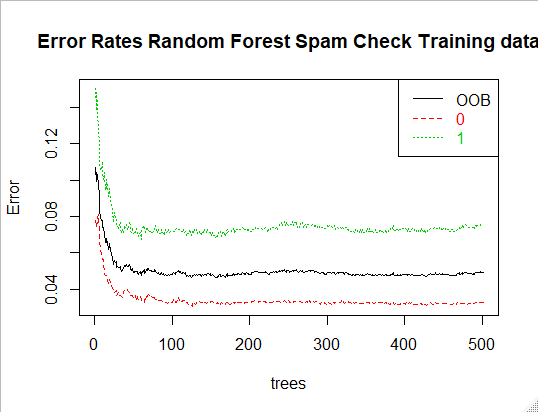 Error Rates Random Forest Spam Check Training data
OOB
0
1
Error
0.04 0.08 0.12
0 100 200 300 400 500
trees